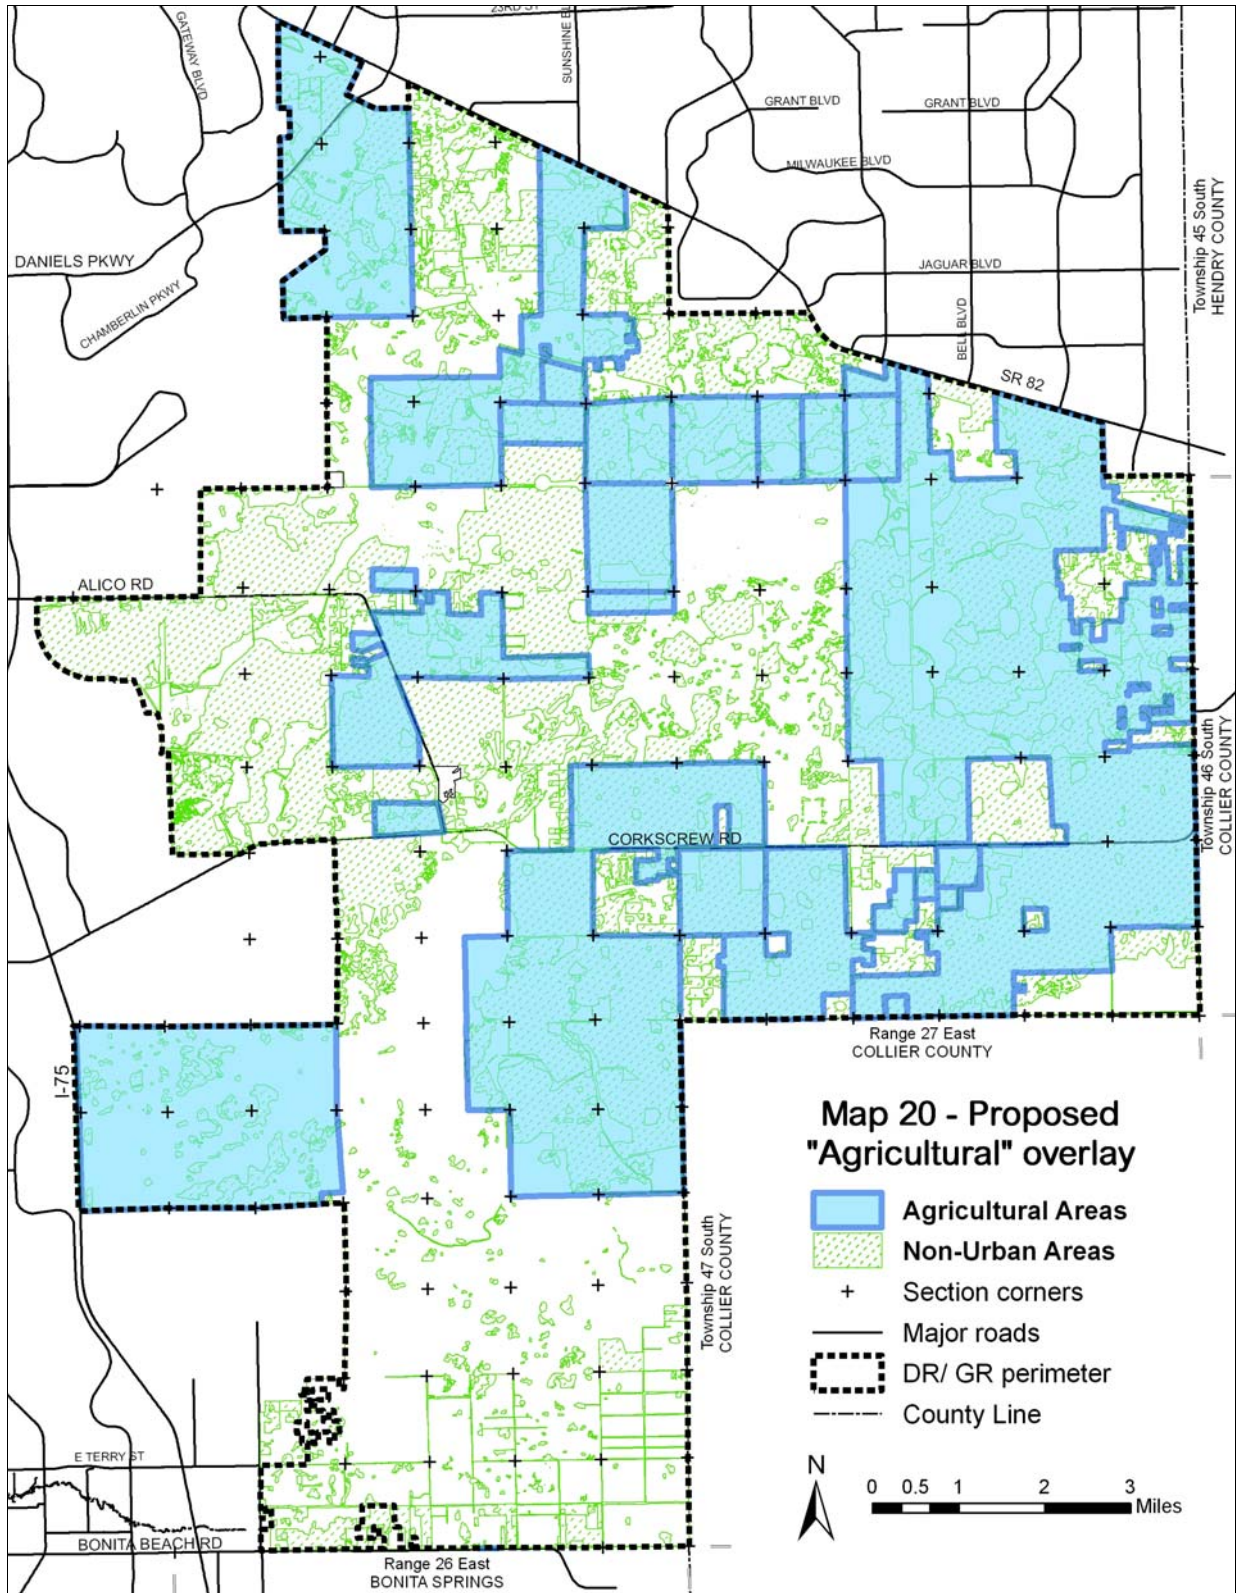 GATEWAY BLVD
23RD ST
SUNSHINE BL
GRANT BLVD
GRANT BLVD
MILWAUKEE BLVD
Township 45 South
HENDRY COUNTY
DANIELS PKWY
CHAMBERLIN PKWY
JAGUAR BLVD
BELL BLVD
SR 82
ALICO RD
Township 46 South
COLLIER COUNTY
CORKSCREW RD
I-75
Range 27 East
COLLIER COUNTY
Map 20 - Proposed
"Agricultural" overlay
Agricultural Areas
Non-Urban Areas
Section corners
Major roads
DR/ GR perimeter
County Line
Township 47 South
COLLIER COUNTY
E TERRY ST
N
0 0.5 1 2 3
Miles
BONITA BEACH RD
Range 26 East
BONITA SPRINGS